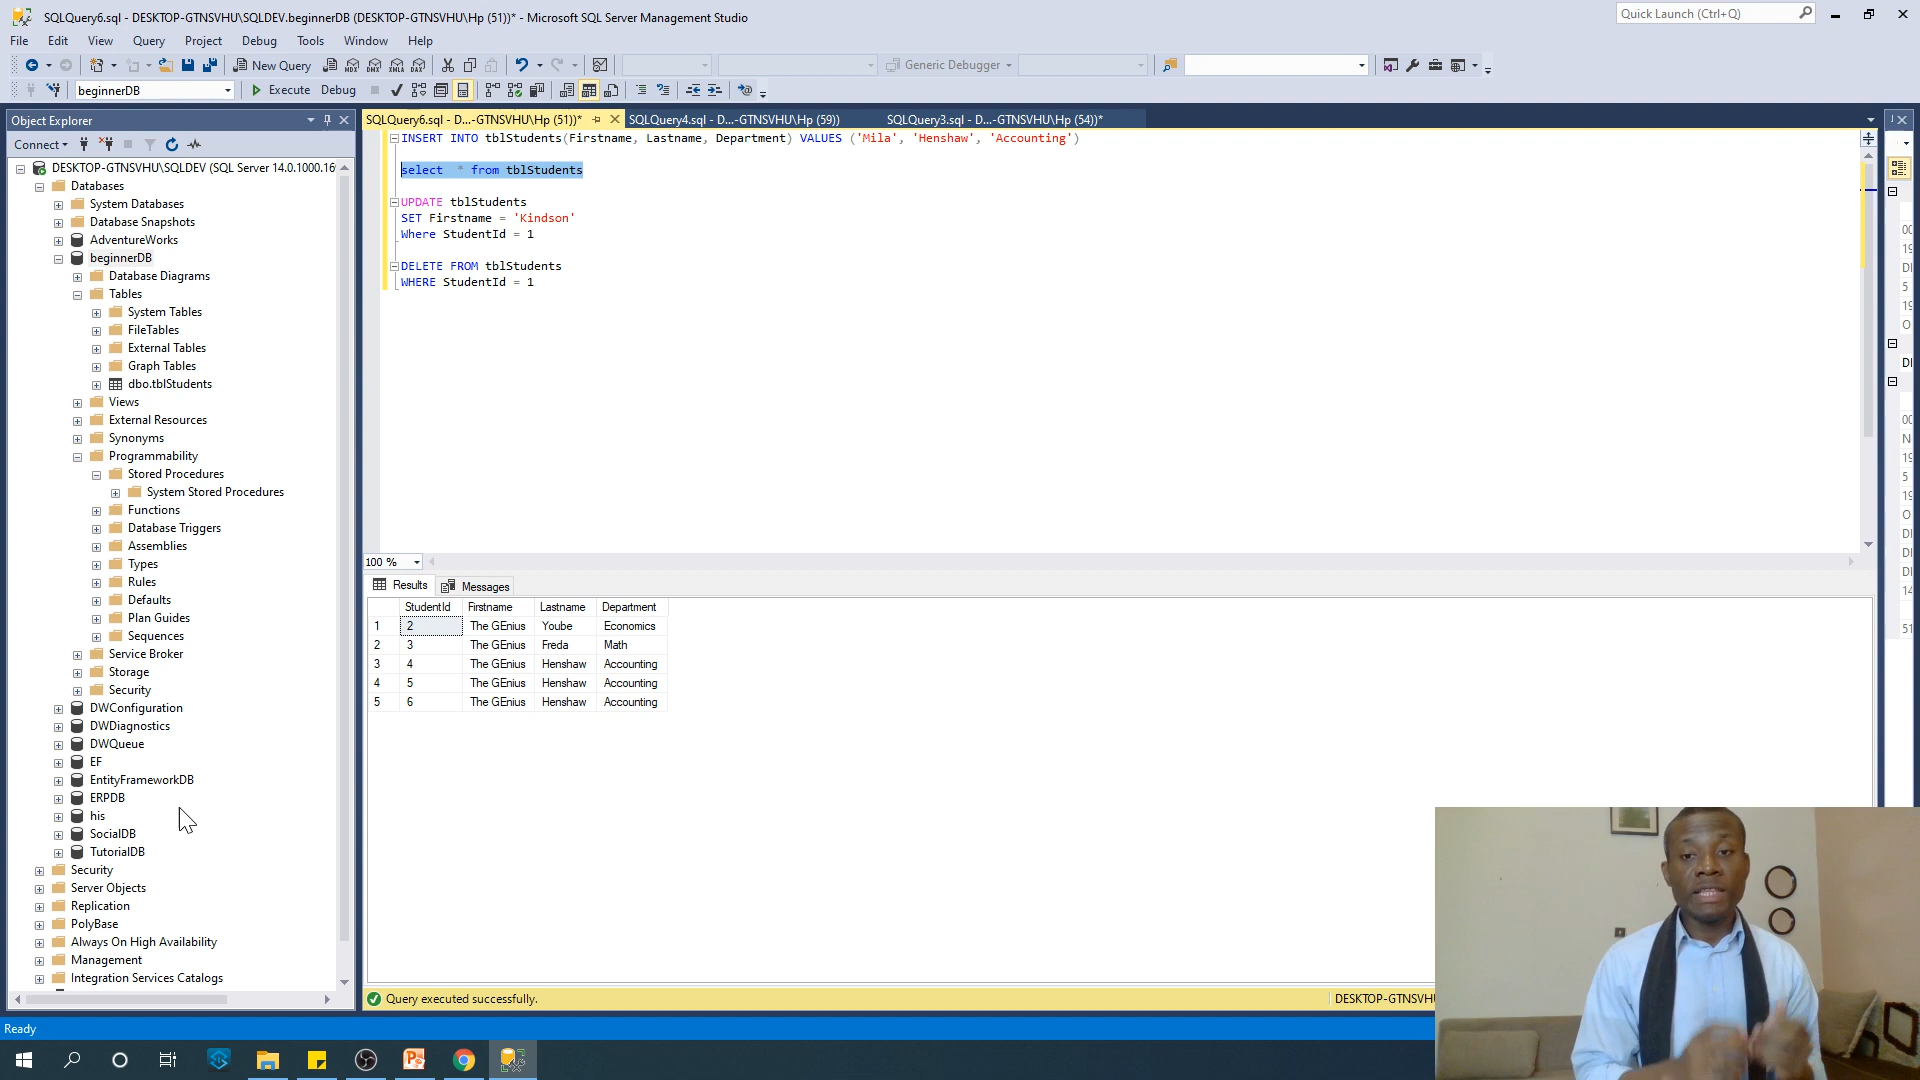 SQLQuery6.sql - DESKTOP-GTNSVHU\SQLDEV.beginnerDB (DESKTOP-GTNSVHU\Hp (51))* - Microsoft SQL Server Management Studio
Quick Launch (Ctrl+Q)
File Edit View Query Project Debug Tools Window Help
New Query
Generic Debugger
beginnerDB
Execute Debug
Object Explorer
Connect
DESKTOP-GTNSVHU\SQLDEV (SQL Server 14.0.1000.16
Databases
System Databases
Database Snapshots
AdventureWorks
beginnerDB
Database Diagrams
Tables
System Tables
FileTables
External Tables
Graph Tables
dbo.tblStudents
Views
External Resources
Synonyms
Programmability
Stored Procedures
System Stored Procedures
Functions
Database Triggers
Assemblies
Types
Rules
Defaults
Plan Guides
Sequences
Service Broker
Storage
Security
DWConfiguration
DWDiagnostics
DWQueue
EF
EntityFrameworkDB
ERPDB
his
SocialDB
TutorialDB
Security
Server Objects
Replication
PolyBase
Always On High Availability
Management
Integration Services Catalogs
SQLQuery6.sql - D...-GTNSVHU\Hp (51))* SQLQuery4.sql - D...-GTNSVHU\Hp (59)) SQLQuery3.sql - D...-GTNSVHU\Hp (54))*
INSERT INTO tblStudents(Firstname, Lastname, Department) VALUES ('Mila', 'Henshaw', 'Accounting')
select * from tblStudents
UPDATE tblStudents
SET Firstname = 'Kindson'
Where StudentId = 1
DELETE FROM tblStudents
WHERE StudentId = 1
100 %
Results Messages
StudentId Firstname Lastname Department
1 2 The GEnius Yoube Economics
2 3 The GEnius Freda Math
3 4 The GEnius Henshaw Accounting
4 5 The GEnius Henshaw Accounting
5 6 The GEnius Henshaw Accounting
Query executed successfully.
DESKTOP-GTNSVHU
Ready